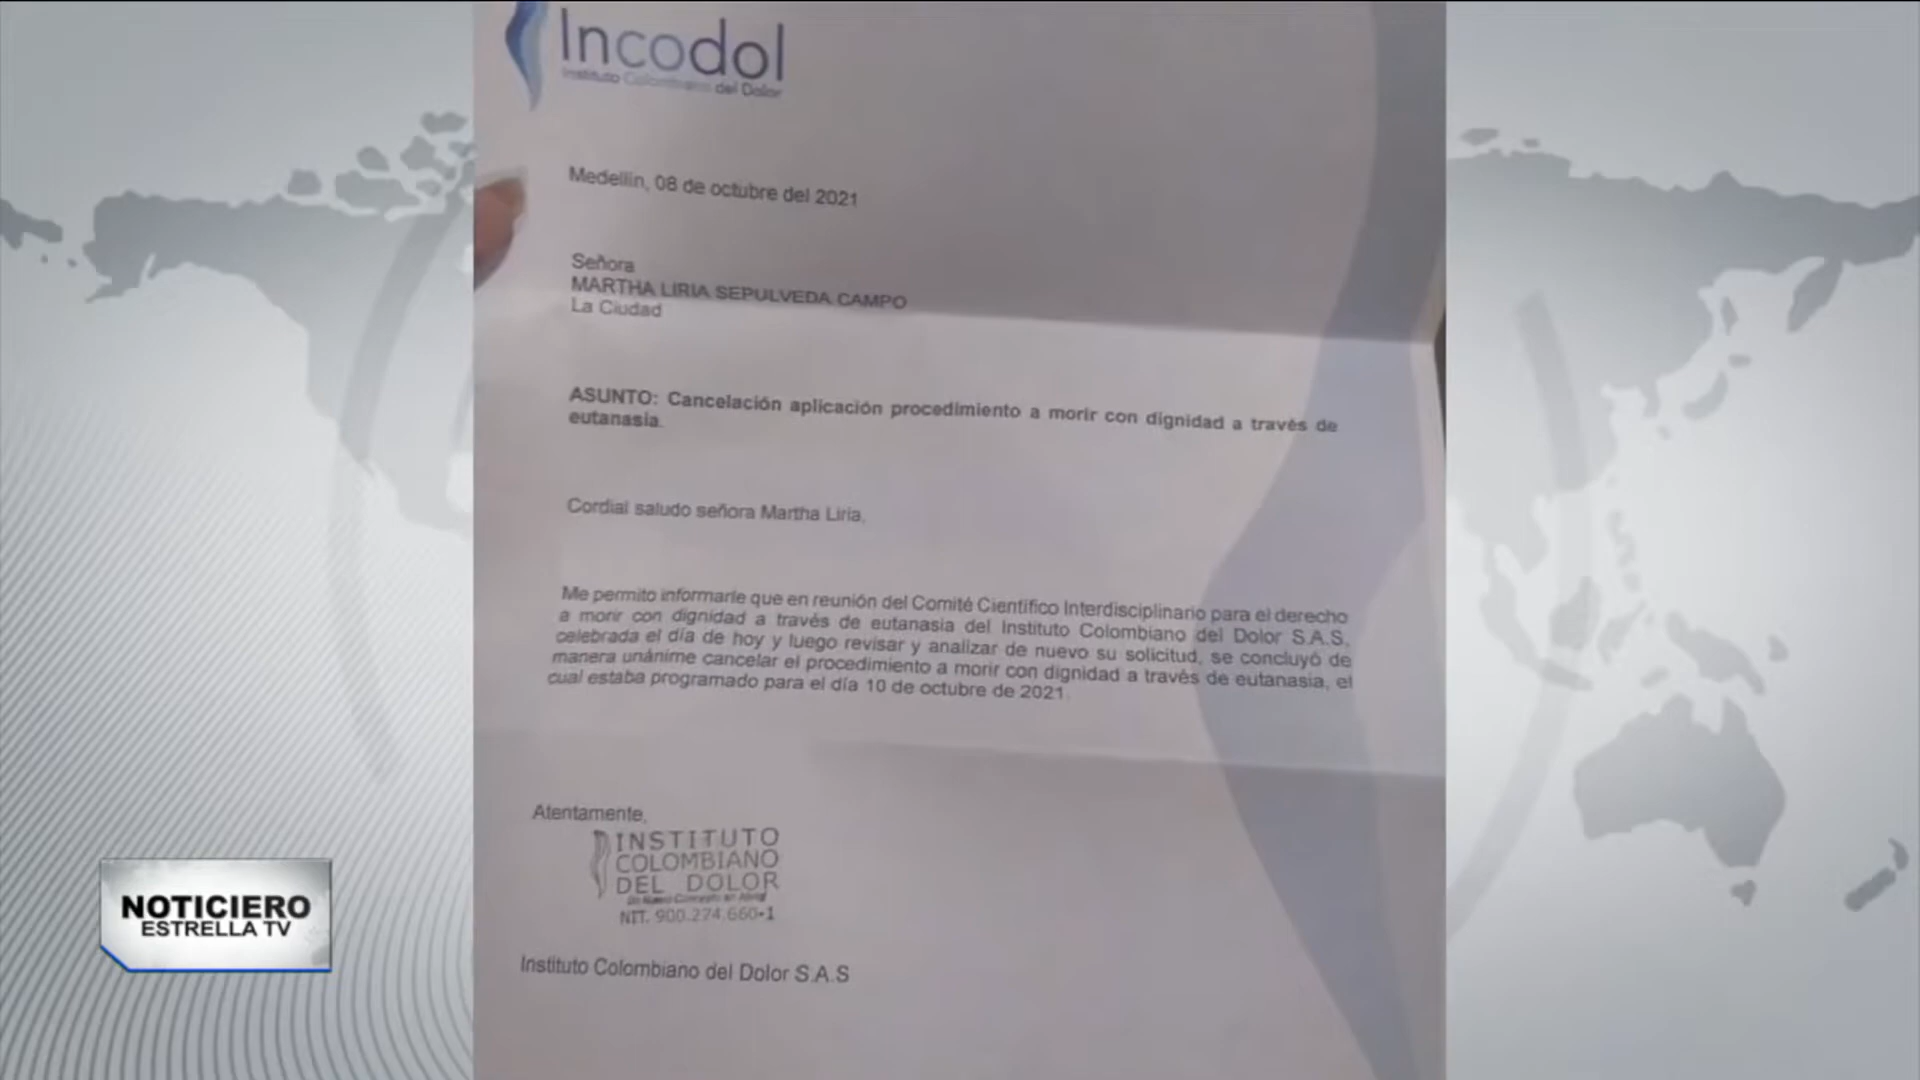 Incodol
Instituto Colombiano del Dolor
Medellín, 08 de octubre del 2021
Señora
MARTHA LIRIA SEPULVEDA CAMPO
La Ciudad
ASUNTO: Cancelación aplicación procedimiento a morir con dignidad a través de
eutanasia.
Cordial saludo señora Martha Liria,
Me permito informarle que en reunión del Comité Científico Interdisciplinario para el derecho
a morir con dignidad a través de eutanasia del Instituto Colombiano del Dolor S.A.S,
celebrada el día de hoy y luego revisar y analizar de nuevo su solicitud, se concluyó de
manera unánime cancelar el procedimiento a morir con dignidad a través de eutanasia, el
cual estaba programado para el día 10 de octubre de 2021.
Atentamente,
INSTITUTO
COLOMBIANO
DEL DOLOR
NIT. 900.274.660-1
Instituto Colombiano del Dolor S.A.S
NOTICIERO
ESTRELLA TV